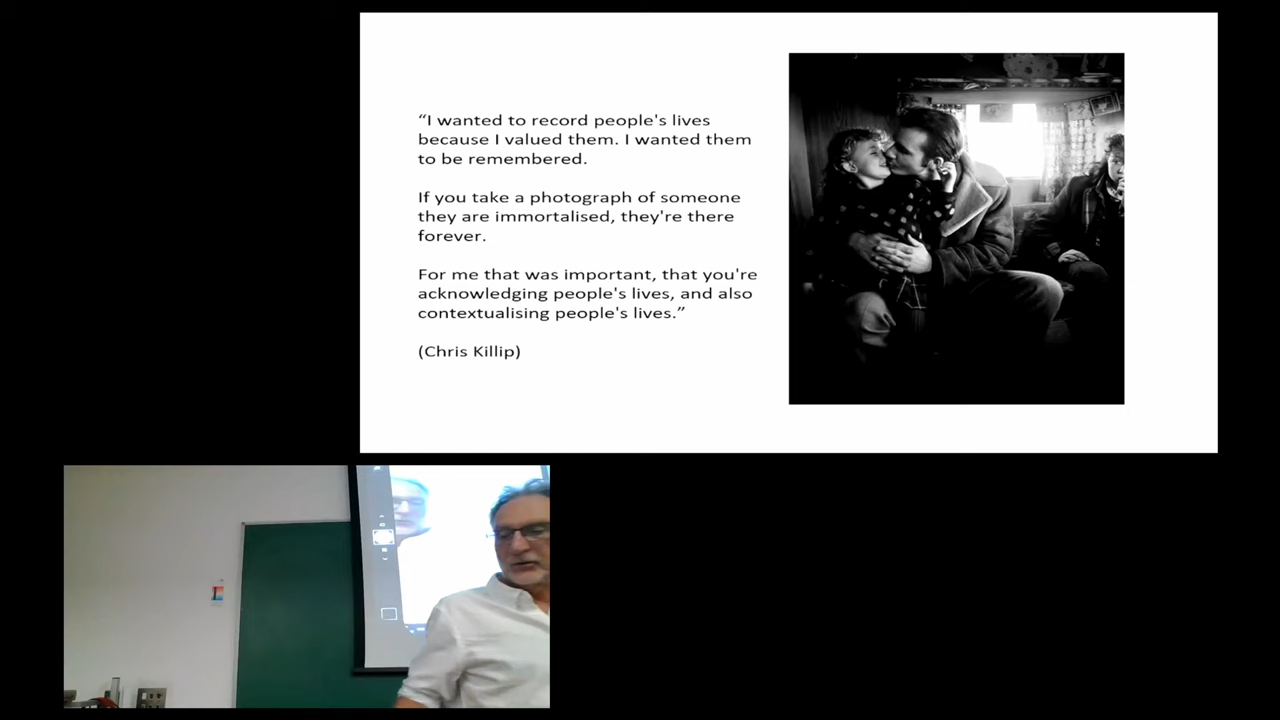 “I wanted to record people's lives
because I valued them. I wanted them
to be remembered.
If you take a photograph of someone
they are immortalised, they're there
forever.
For me that was important, that you're
acknowledging people's lives, and also
contextualising people's lives.”
(Chris Killip)